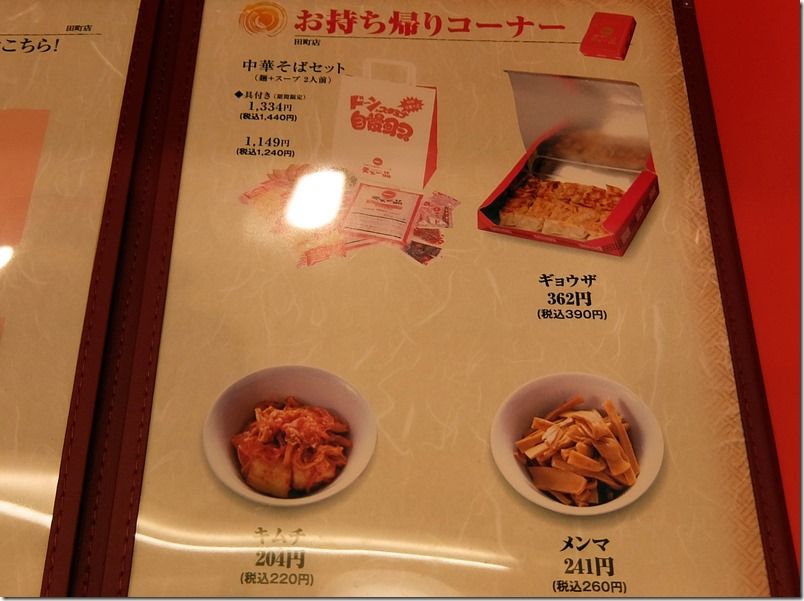 田町店
こちら!
お持ち帰りコーナー
田町店
中華そばセット
(麺+スープ 2人前)
◆具付き(期間限定)
1,334円
(税込1,440円)
1,149円
(税込1,240円)
ギョウザ
362円
(税込390円)
キムチ
204円
(税込220円)
メンマ
241円
(税込260円)